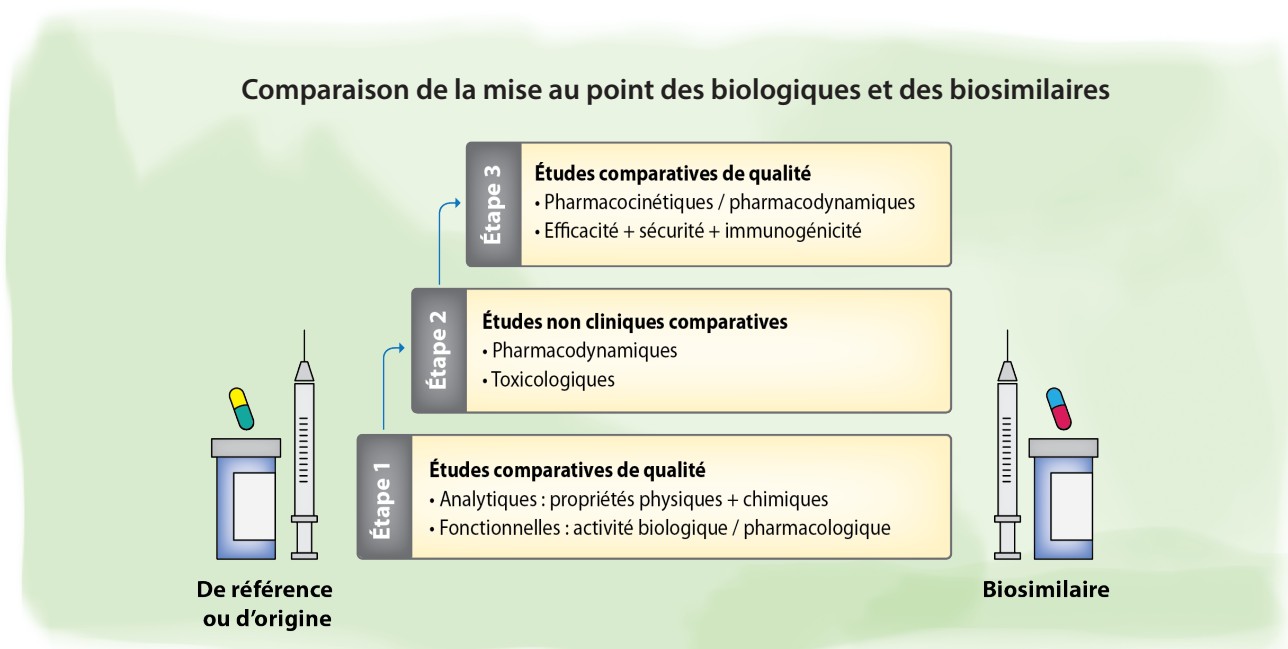 Comparaison de la mise au point des biologiques et des biosimilaires
Étape 3
Études comparatives de qualité
• Pharmacocinétiques / pharmacodynamiques
• Efficacité + sécurité + immunogénicité
Étape 2
Études non cliniques comparatives
• Pharmacodynamiques
• Toxicologiques
Étape 1
Études comparatives de qualité
• Analytiques : propriétés physiques + chimiques
• Fonctionnelles : activité biologique / pharmacologique
De référence
ou d’origine
Biosimilaire